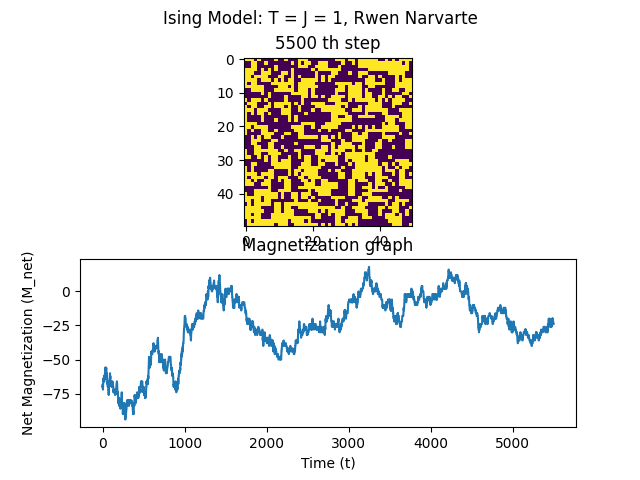 Ising Model: T = J = 1, Rwen Narvarte
5500 th step
0
10
20
30
40
0 20 40
Magnetization graph
Net Magnetization (M_net)
0
−25
−50
−75
0 1000 2000 3000 4000 5000
Time (t)